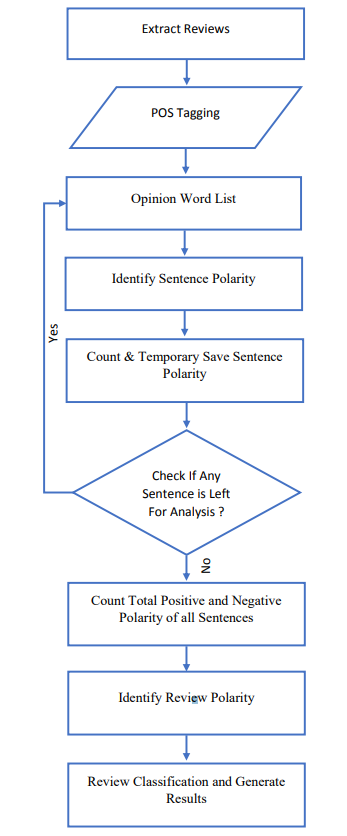 Extract Reviews
POS Tagging
Opinion Word List
Identify Sentence Polarity
Yes
Count & Temporary Save Sentence
Polarity
Check If Any
Sentence is Left
For Analysis ?
No
Count Total Positive and Negative
Polarity of all Sentences
Identify Review Polarity
Review Classification and Generate
Results